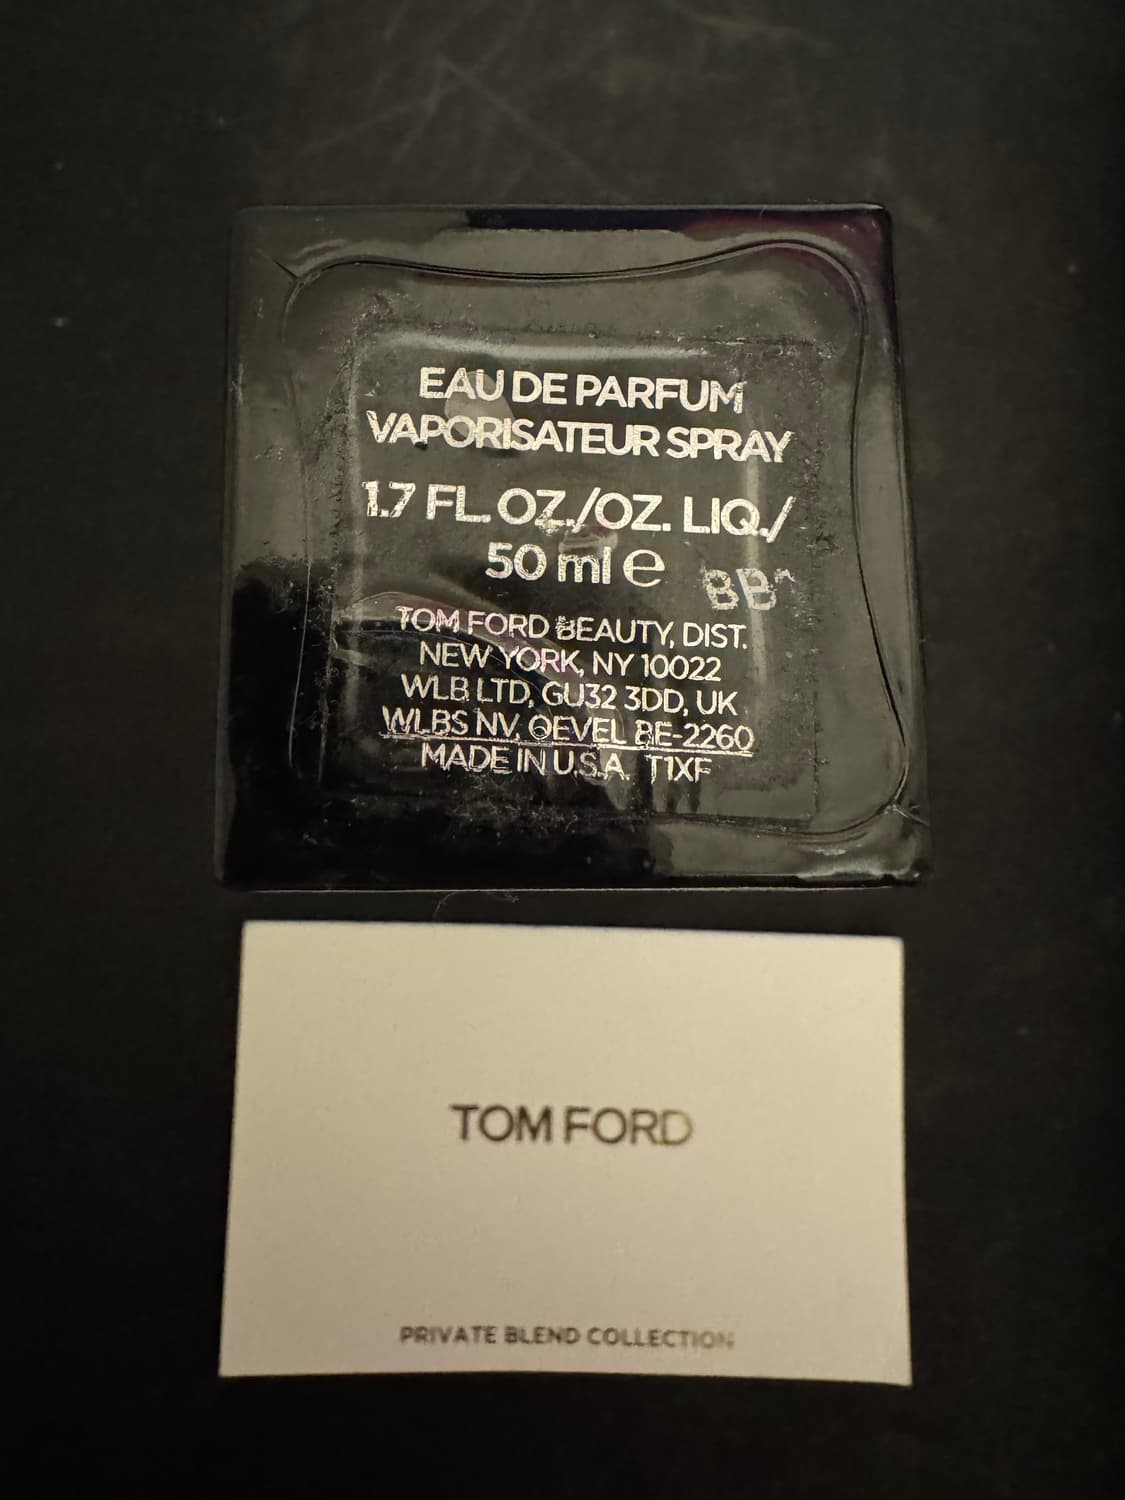 EAU DE PARFUM
VAPORISATEUR SPRAY
1.7 FL. OZ./OZ. LIQ./
50 ml e
TOM FORD BEAUTY, DIST.
NEW YORK, NY 10022
WLB LTD, GU32 3DD, UK
WLBS NV, OEVEL BE-2260
MADE IN U.S.A. T1XF
TOM FORD
PRIVATE BLEND COLLECTION